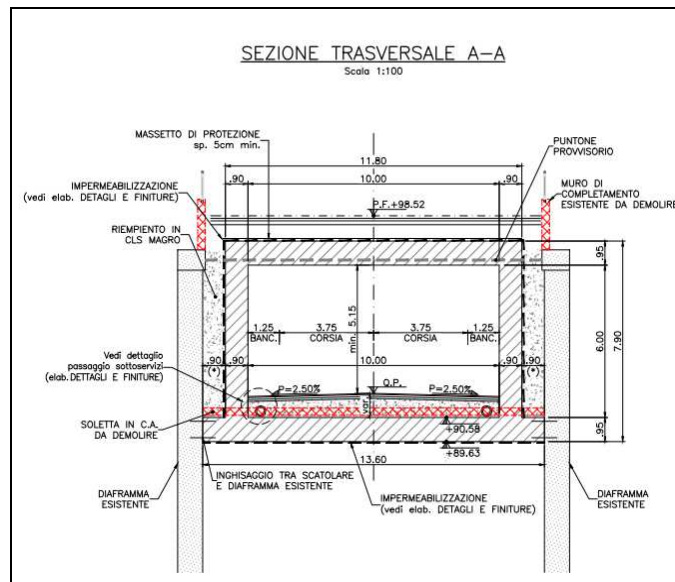 SEZIONE TRASVERSALE A–A
Scala 1:100
MASSETTO DI PROTEZIONE
sp. 5cm min.
PUNTONE
PROVVISORIO
11.80
.90
10.00
.90
IMPERMEABILIZZAZIONE
(vedi elab. DETAGLI E FINITURE)
MURO DI
COMPLETAMENTO
ESISTENTE DA DEMOLIRE
P.F.+98.52
RIEMPIENTO IN
CLS MAGRO
.95
min. 5.15
6.00
7.90
1.25
BANC.
3.75
CORSIA
3.75
CORSIA
1.25
BANC.
Vedi dettaglio
passaggio sottoservizi
(elab.DETTAGLI E FINITURE)
.90
(*)
.90
10.00
.90
.90
(*)
P=2.50%
Q.P.
P=2.50%
var
SOLETTA IN C.A.
DA DEMOLIRE
+90.58
.95
+89.63
13.60
INGHISAGGIO TRA SCATOLARE
E DIAFRAMMA ESISTENTE
DIAFRAMMA
ESISTENTE
IMPERMEABILIZZAZIONE
(vedi elab. DETAGLI E FINITURE)
DIAFRAMMA
ESISTENTE